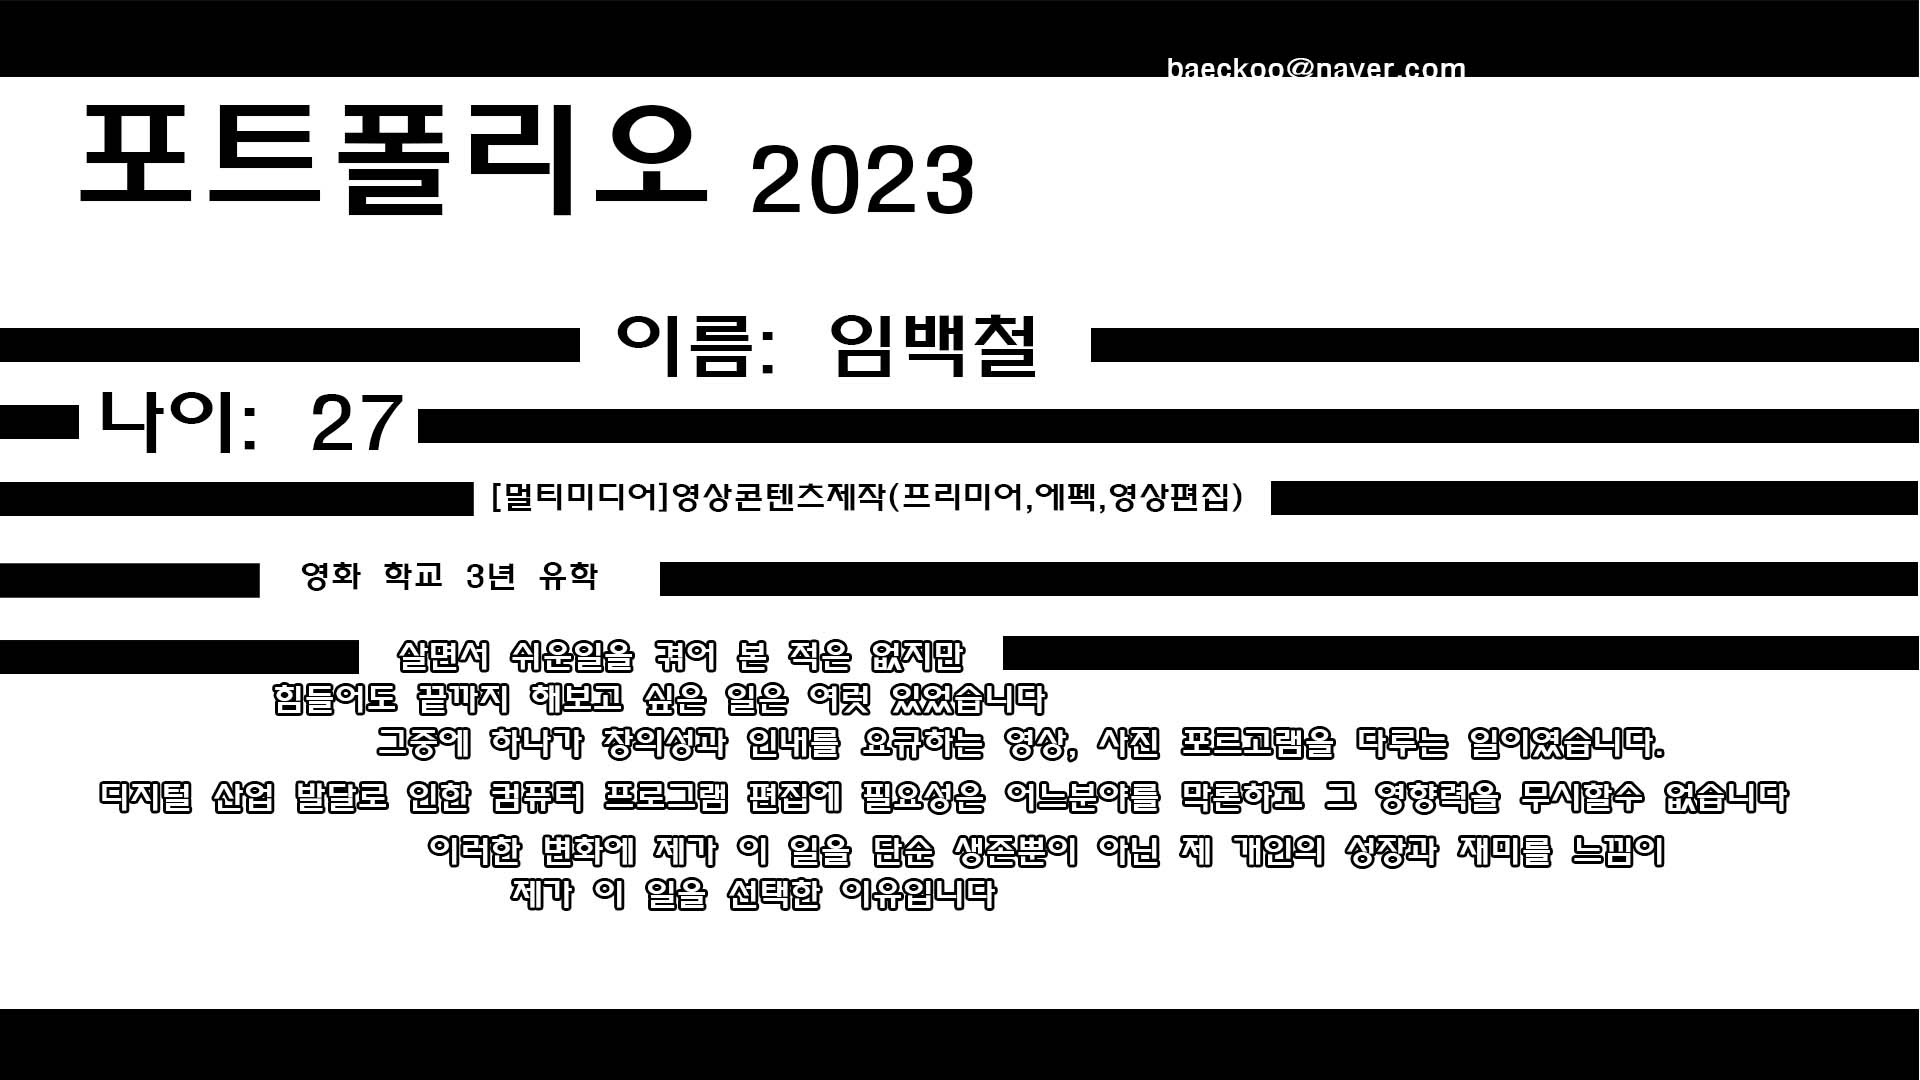 baeckoo@naver.com
포트폴리오 2023
이름: 임백철
나이: 27
[멀티미디어]영상콘텐츠제작(프리미어,에펙,영상편집)
영화 학교 3년 유학
살면서 쉬운일을 겪어 본 적은 없지만
힘들어도 끝까지 해보고 싶은 일은 여럿 있었습니다
그중에 하나가 창의성과 인내를 요규하는 영상, 사진 포르고램을 다루는 일이였습니다.
디지털 산업 발달로 인한 컴퓨터 프로그램 편집에 필요성은 어느분야를 막론하고 그 영향력을 무시할수 없습니다
이러한 변화에 제가 이 일을 단순 생존뿐이 아닌 제 개인의 성장과 재미를 느낌이
제가 이 일을 선택한 이유입니다